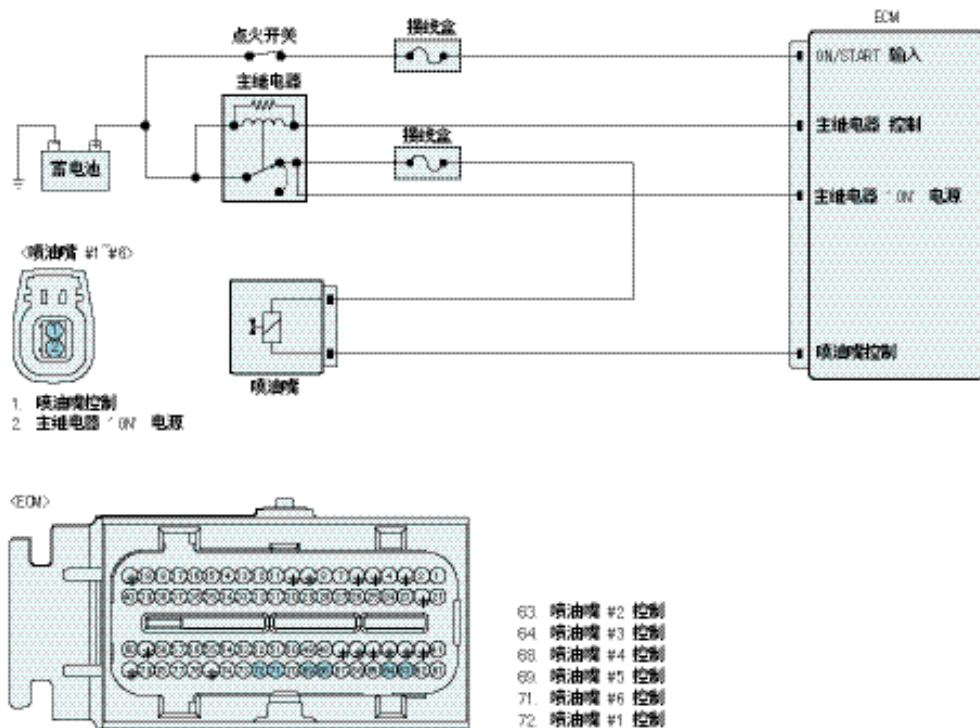 ECM
点火开关
接线盒
ON/START 输入
主继电器
主继电器 控制
接线盒
蓄电池
主继电器 'ON' 电源
<喷油嘴 #1~#6>
1
2
喷油嘴控制
喷油嘴
1. 喷油嘴控制
2. 主继电器 'ON' 电源
<ECM>
63. 喷油嘴 #2 控制
64. 喷油嘴 #3 控制
68. 喷油嘴 #4 控制
69. 喷油嘴 #5 控制
71. 喷油嘴 #6 控制
72. 喷油嘴 #1 控制